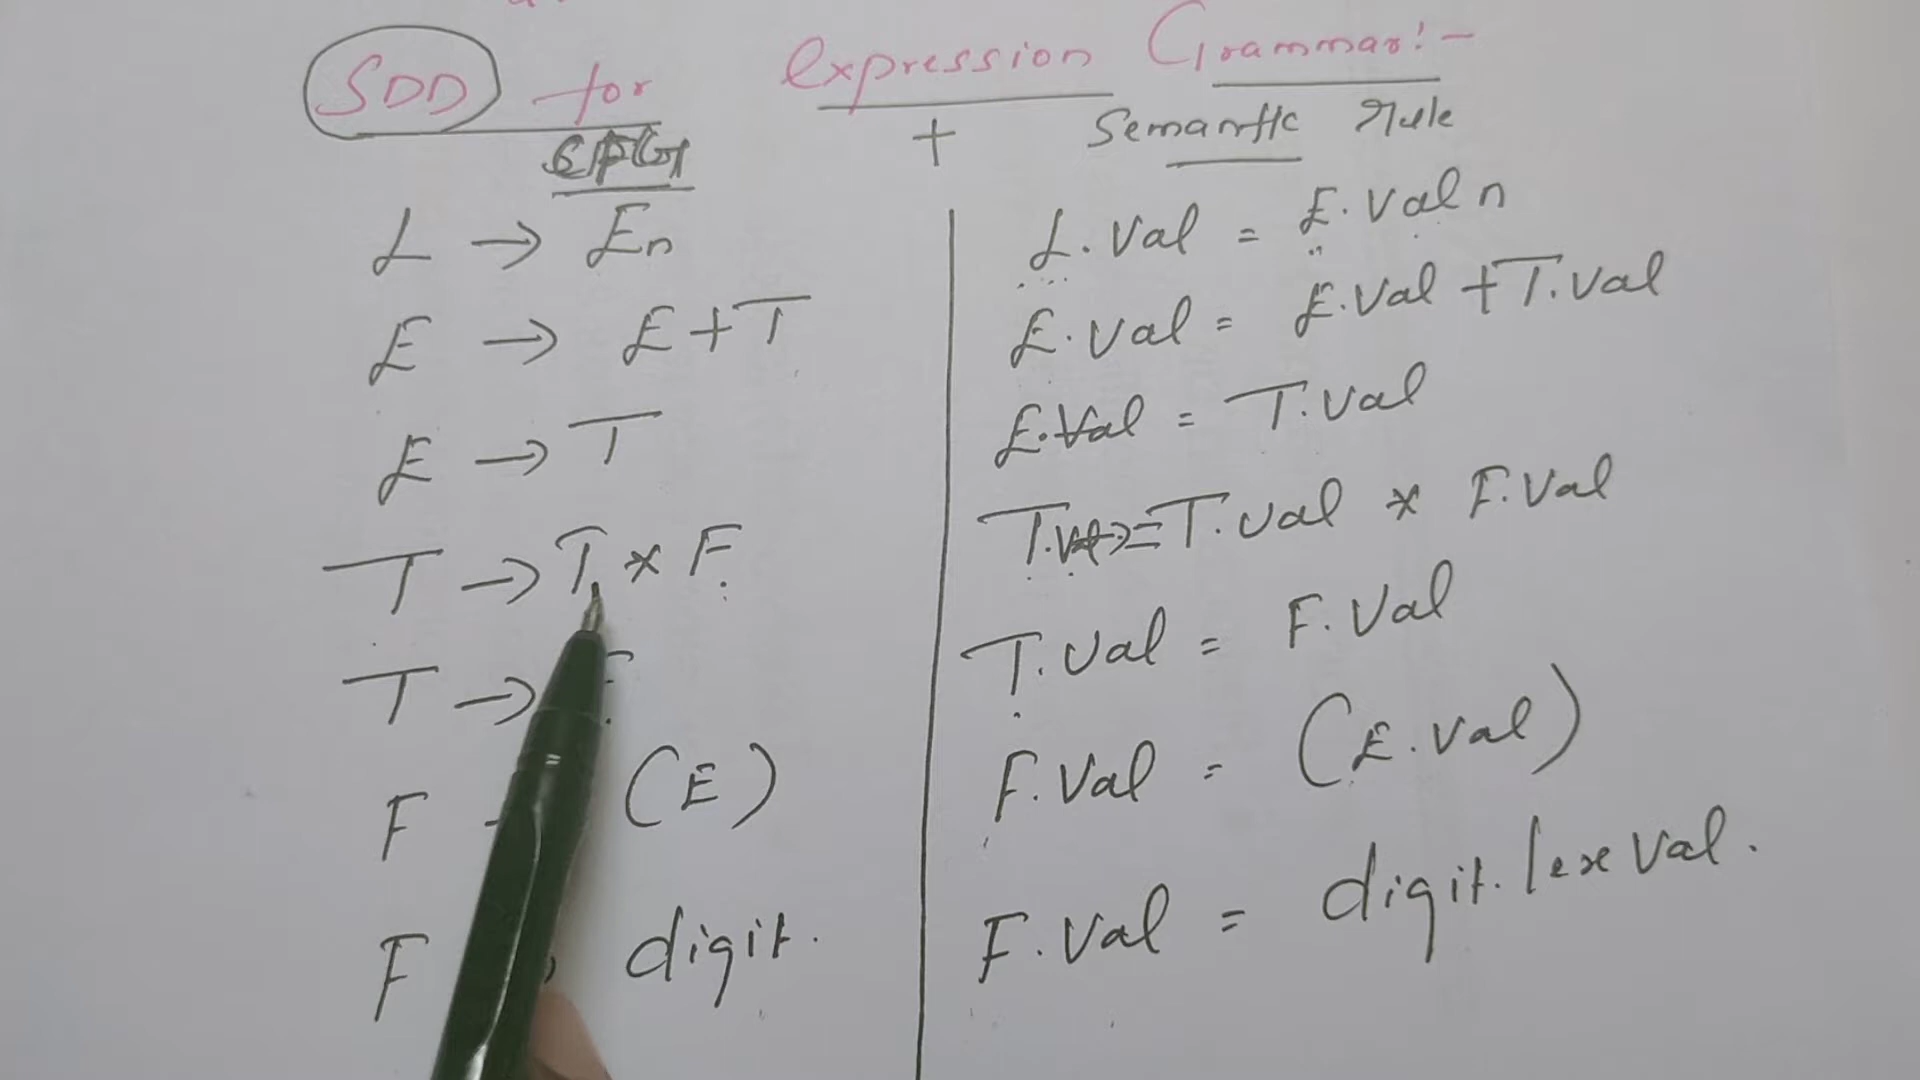 SDD for expression Grammar:-
CFG + Semantic rule
L → En L.val = E.val n
E → E + T E.val = E.val + T.val
E → T E.val = T.val
T → T * F T.val = T.val * F.val
T → F T.val = F.val
F → (E) F.val = (E.val)
F → digit. F.val = digit.lexval.